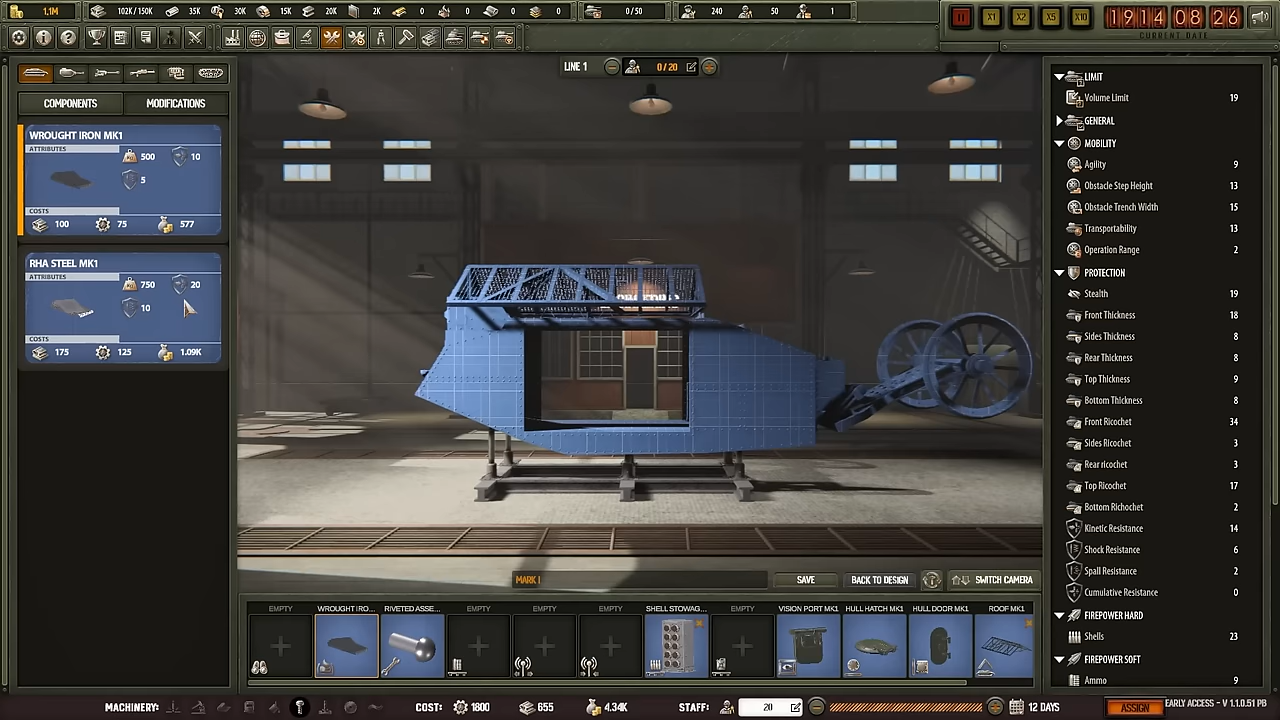 1.1M 102K/150K 35K 30K 15K 20K 2K 0 0 0 0 0/50 240 50 1
X1 X2 X5 X10 1914 08 26
CURRENT DATE
LINE 1 0/20
COMPONENTS MODIFICATIONS
WROUGHT IRON MK1
ATTRIBUTES
500 10
5
COSTS
100 75 577
RHA STEEL MK1
ATTRIBUTES
750 20
10
COSTS
175 125 1.09K
LIMIT
Volume Limit 19
GENERAL
MOBILITY
Agility 9
Obstacle Step Height 13
Obstacle Trench Width 15
Transportability 13
Operation Range 2
PROTECTION
Stealth 19
Front Thickness 18
Sides Thickness 8
Rear Thickness 8
Top Thickness 9
Bottom Thickness 8
Front Ricochet 34
Sides Ricochet 3
Rear ricochet 3
Top Ricochet 17
Bottom Richochet 2
Kinetic Resistance 14
Shock Resistance 6
Spall Resistance 2
Cumulative Resistance 0
FIREPOWER HARD
Shells 23
FIREPOWER SOFT
Ammo 9
MARK I SAVE BACK TO DESIGN SWITCH CAMERA
EMPTY WROUGHT IRO... RIVETED ASSE... EMPTY EMPTY EMPTY SHELL STOWAG... EMPTY VISION PORT MK1 HULL HATCH MK1 HULL DOOR MK1 ROOF MK1
MACHINERY: COST: 1800 655 4.34K STAFF: 20 12 DAYS ASSIGN EARLY ACCESS - V 1.1.0.51 PB